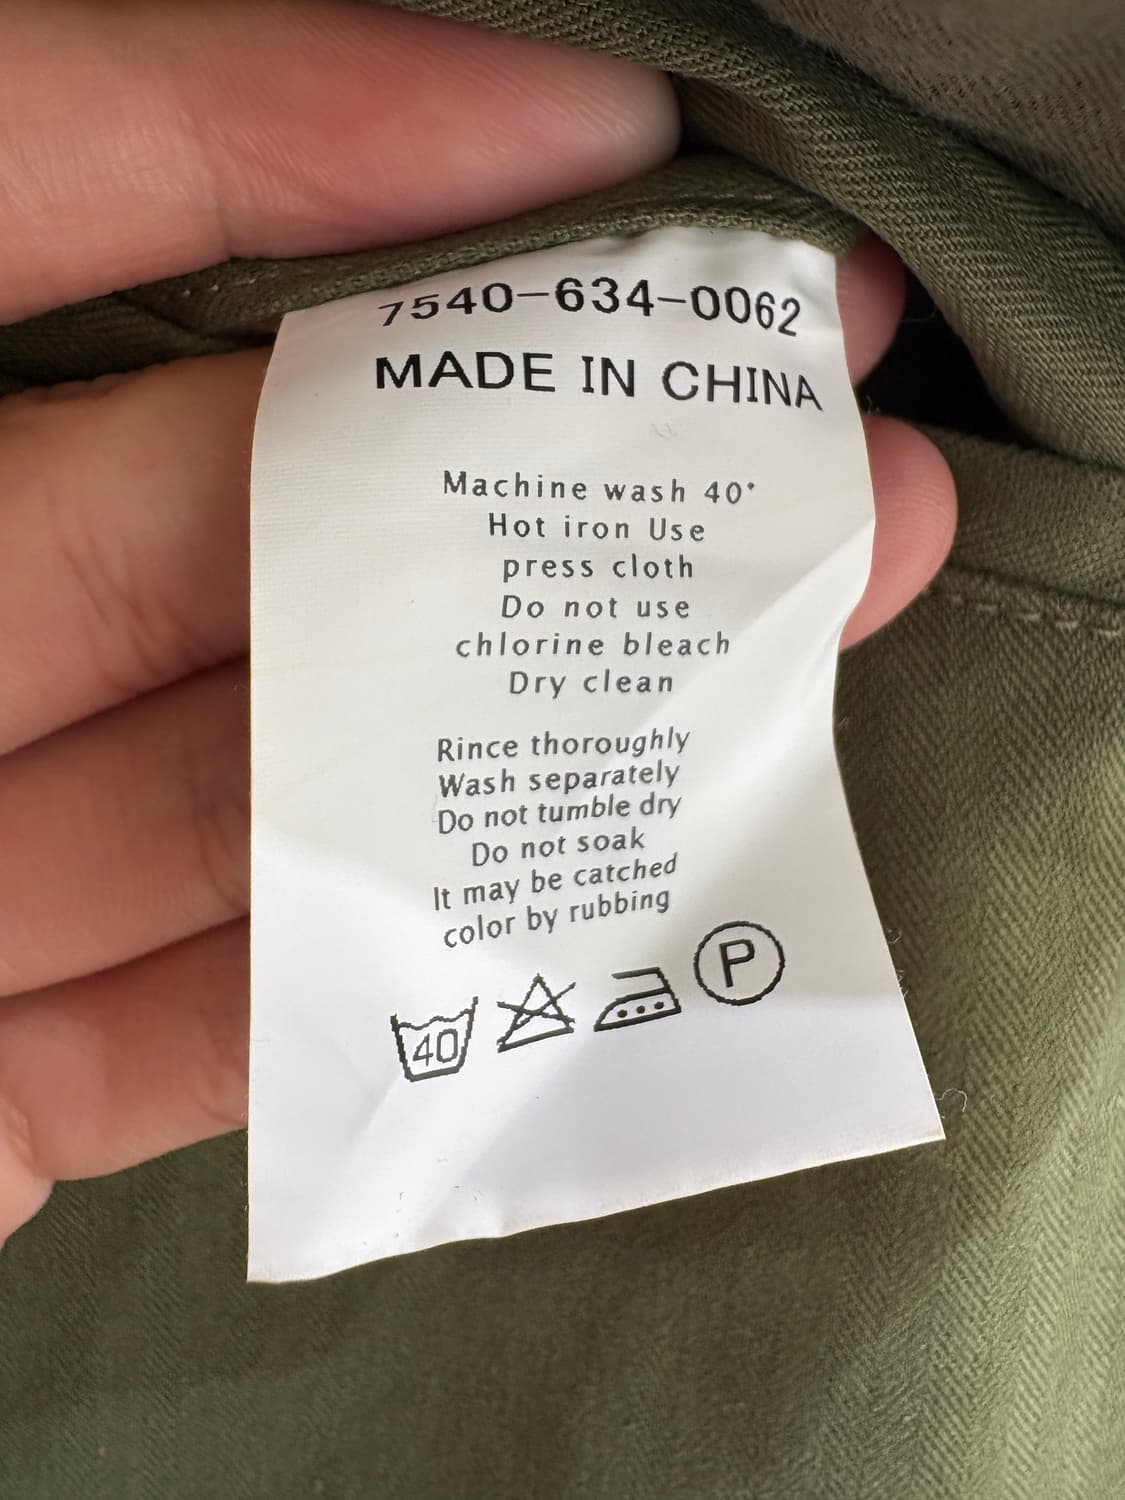 7540-634-0062
MADE IN CHINA
Machine wash 40°
Hot iron Use
press cloth
Do not use
chlorine bleach
Dry clean
Rince thoroughly
Wash separately
Do not tumble dry
Do not soak
It may be catched
color by rubbing
40
P